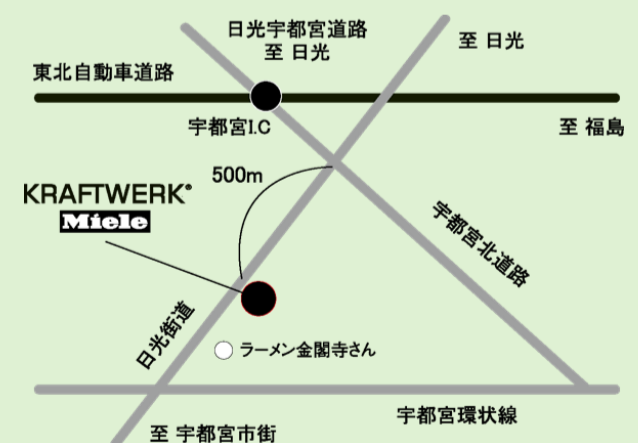 日光宇都宮道路
至 日光
至 日光
東北自動車道路
宇都宮I.C
至 福島
500m
KRAFTWERK®
Miele
宇都宮北道路
日光街道
ラーメン金閣寺さん
宇都宮環状線
至 宇都宮市街